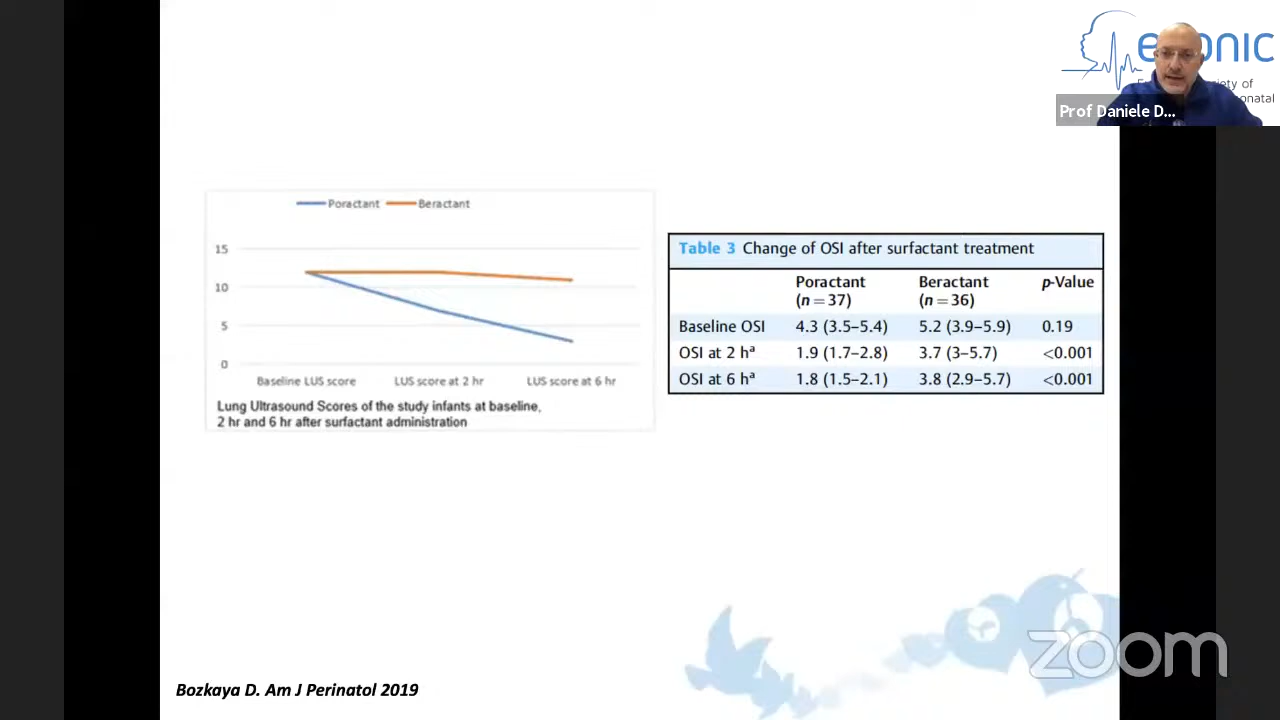 esonic
Prof Daniele D...
Poractant Beractant
15
10
5
0
Baseline LUS score LUS score at 2 hr LUS score at 6 hr
Lung Ultrasound Scores of the study infants at baseline,
2 hr and 6 hr after surfactant administration
Table 3 Change of OSI after surfactant treatment
Poractant (n = 37) Beractant (n = 36) p-Value
Baseline OSI 4.3 (3.5–5.4) 5.2 (3.9–5.9) 0.19
OSI at 2 hᵃ 1.9 (1.7–2.8) 3.7 (3–5.7) <0.001
OSI at 6 hᵃ 1.8 (1.5–2.1) 3.8 (2.9–5.7) <0.001
Bozkaya D. Am J Perinatol 2019
zoom